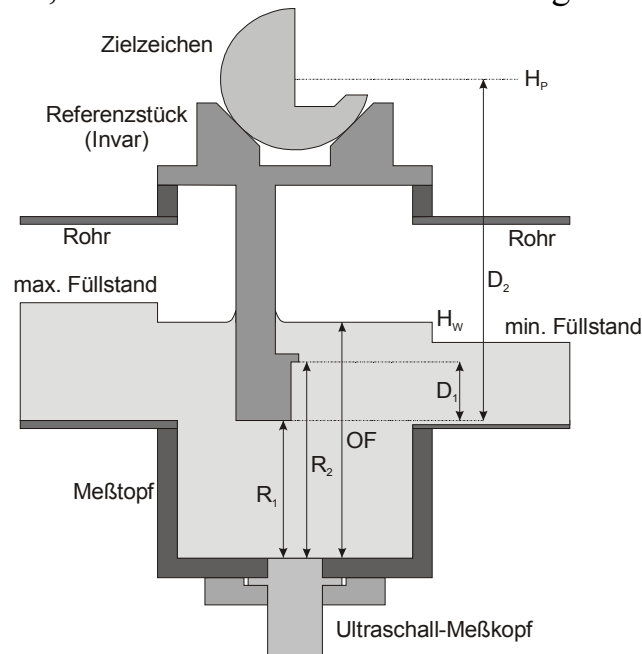 Zielzeichen
H_P
Referenzstück
(Invar)
Rohr
Rohr
D_2
max. Füllstand
H_W
min. Füllstand
D_1
OF
R_2
R_1
Meßtopf
Ultraschall-Meßkopf